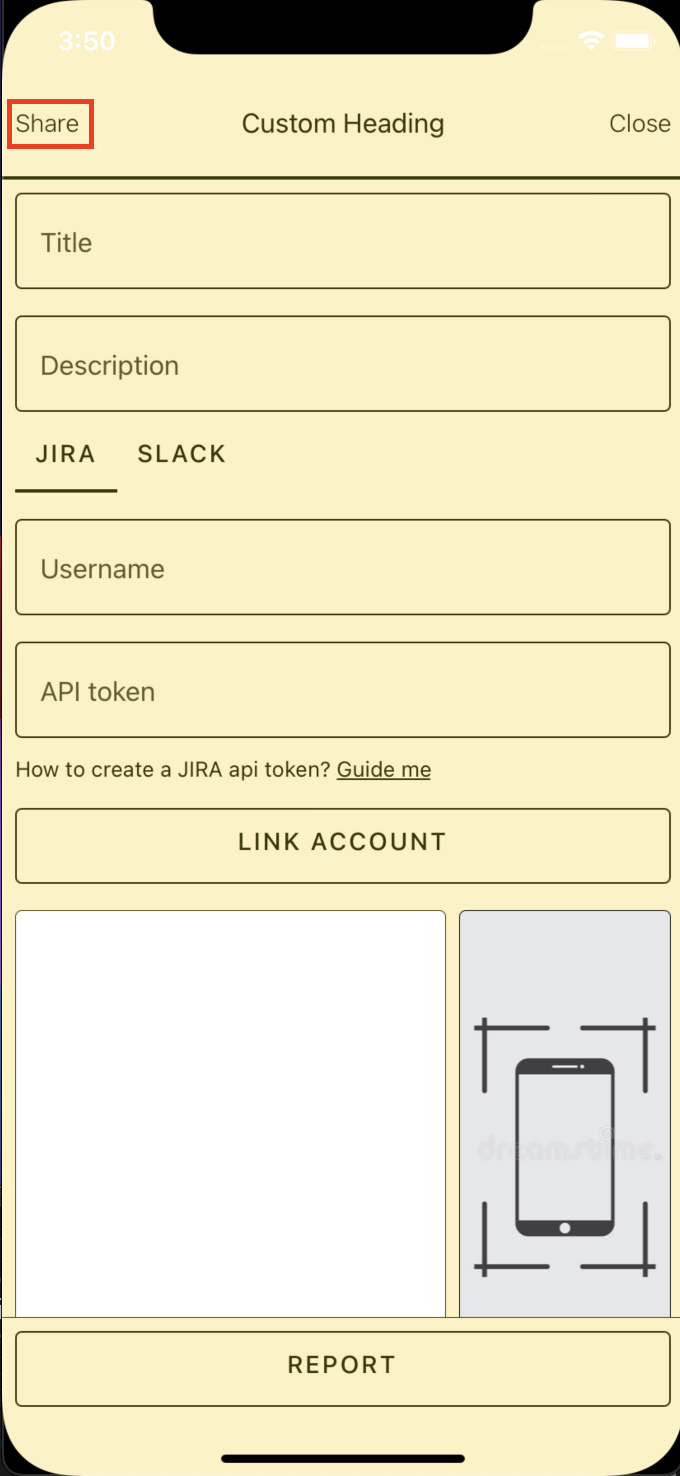 3:50
Share Custom Heading Close
Title
Description
JIRA SLACK
Username
API token
How to create a JIRA api token? Guide me
LINK ACCOUNT
dreamstime.
REPORT